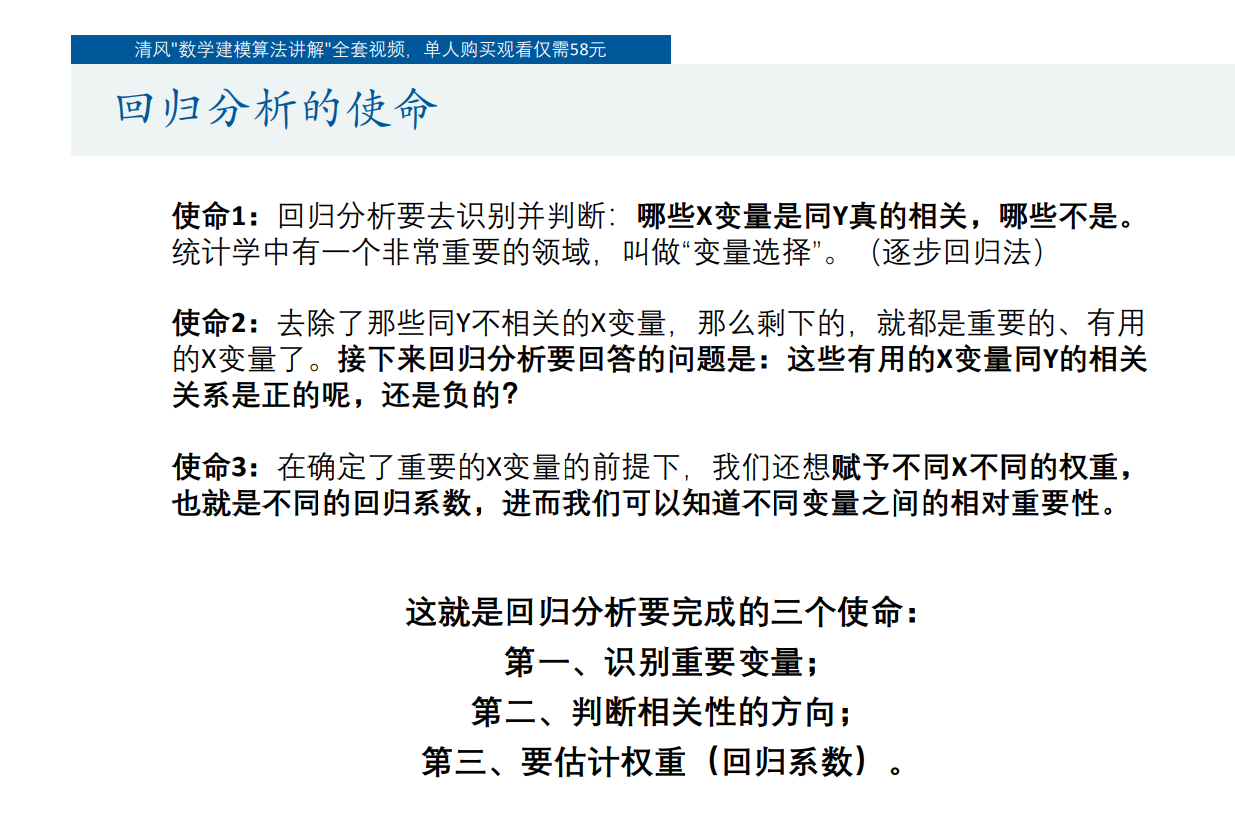 清风"数学建模算法讲解"全套视频，单人购买观看仅需58元
回归分析的使命
使命1：回归分析要去识别并判断：哪些X变量是同Y真的相关，哪些不是。
统计学中有一个非常重要的领域，叫做“变量选择”。（逐步回归法）
使命2：去除了那些同Y不相关的X变量，那么剩下的，就都是重要的、有用
的X变量了。接下来回归分析要回答的问题是：这些有用的X变量同Y的相关
关系是正的呢，还是负的？
使命3：在确定了重要的X变量的前提下，我们还想赋予不同X不同的权重，
也就是不同的回归系数，进而我们可以知道不同变量之间的相对重要性。
这就是回归分析要完成的三个使命：
第一、识别重要变量；
第二、判断相关性的方向；
第三、要估计权重（回归系数）。